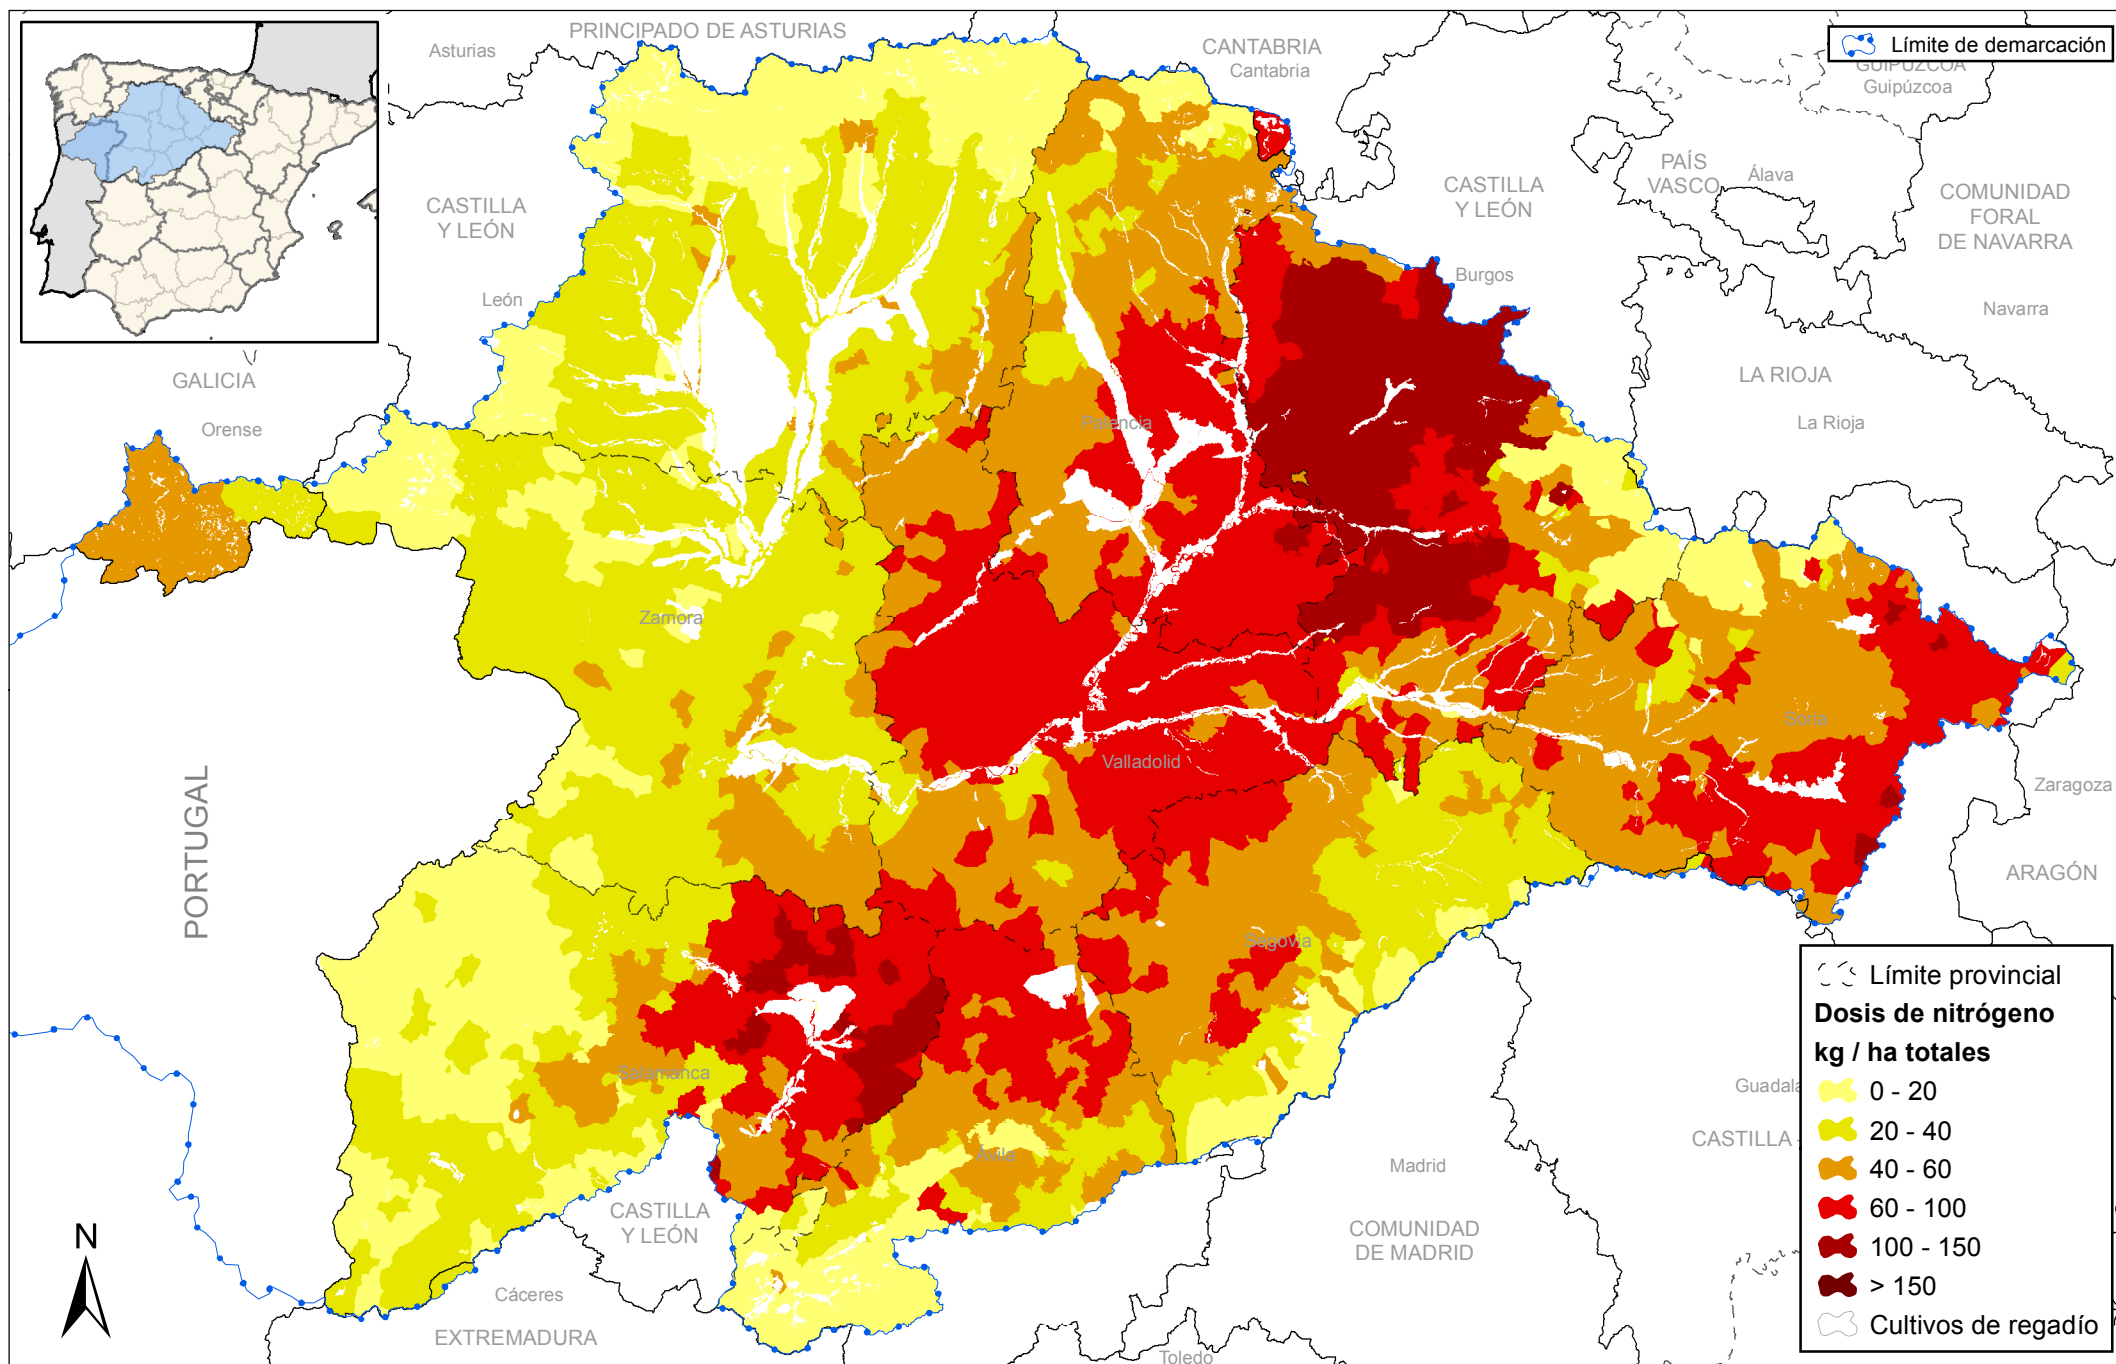 PRINCIPADO DE ASTURIAS
Asturias
CANTABRIA
Cantabria
Límite de demarcación
GUIPÚZCOA
Guipúzcoa
PAÍS
VASCO
Álava
CASTILLA
Y LEÓN
COMUNIDAD
FORAL
DE NAVARRA
CASTILLA
Y LEÓN
León
Burgos
Navarra
GALICIA
Orense
LA RIOJA
La Rioja
Palencia
Zamora
Soria
Valladolid
Zaragoza
PORTUGAL
ARAGÓN
Segovia
Salamanca
Ávila
Guadala
CASTILLA -
Madrid
COMUNIDAD
DE MADRID
CASTILLA
Y LEÓN
Cáceres
EXTREMADURA
Toledo
N
Límite provincial
Dosis de nitrógeno
kg / ha totales
0 - 20
20 - 40
40 - 60
60 - 100
100 - 150
> 150
Cultivos de regadío